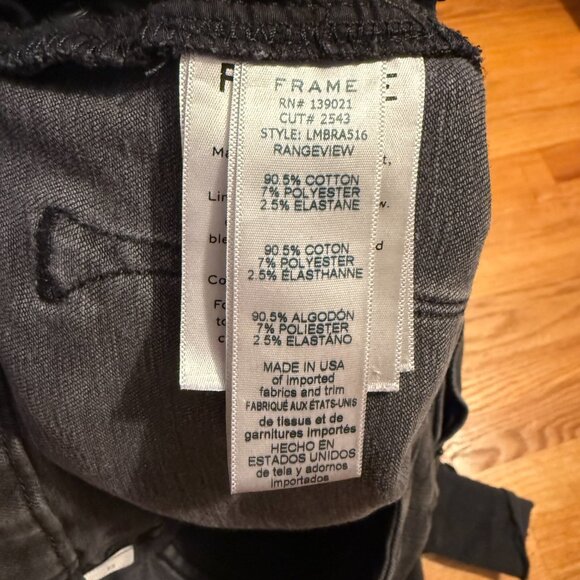 FRAME
RN# 139021
CUT# 2543
STYLE: LMBRA516
RANGEVIEW
90.5% COTTON
7% POLYESTER
2.5% ELASTANE
90.5% COTON
7% POLYESTER
2.5% ÉLASTHANNE
90.5% ALGODÓN
7% POLIESTER
2.5% ELASTANO
MADE IN USA
of imported
fabrics and trim
FABRIQUÉ AUX ÉTATS-UNIS
de tissus et de
garnitures importés
HECHO EN
ESTADOS UNIDOS
de tela y adornos
importados